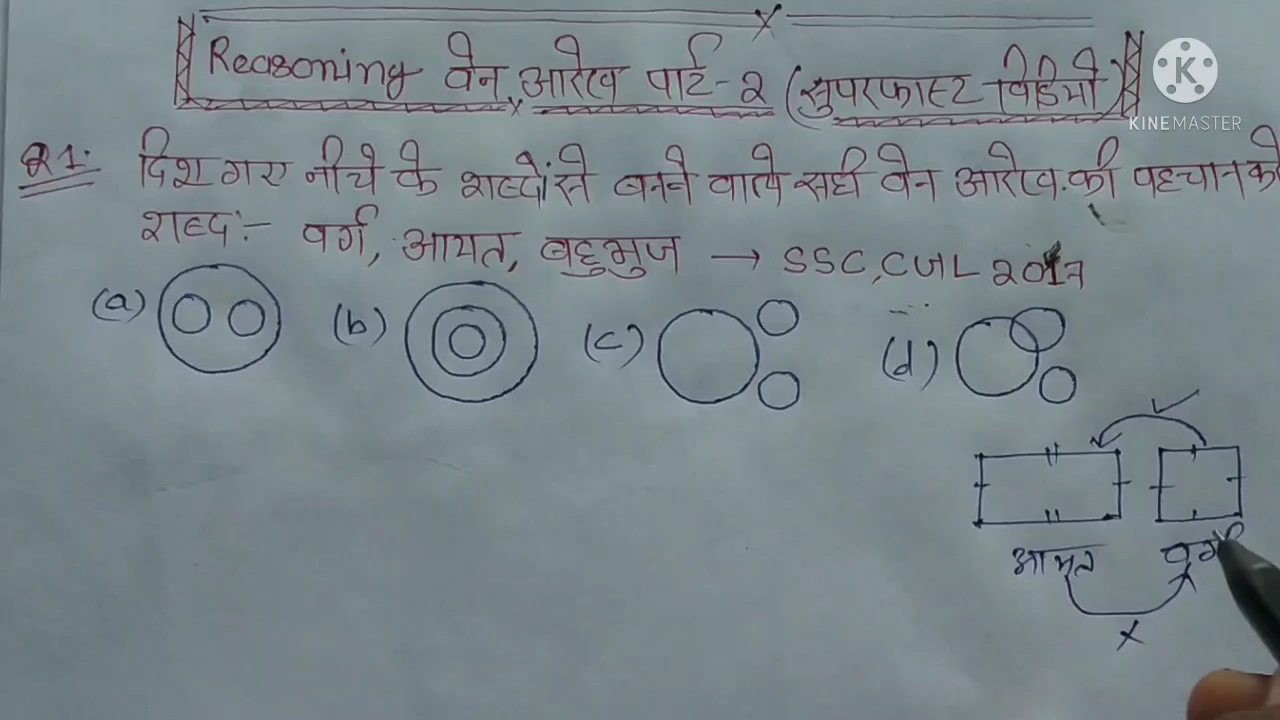 Reasoning वेन आरेख पार्ट-२ (सुपरफास्ट विडियो)
K
KINEMASTER
Q1. दिए गए नीचे के शब्दों से बनने वाले सही वेन आरेख की पहचान करे
शब्द:- वर्ग, आयत, बहुभुज → SSC, CGL 2017
(a) (b) (c) (d)
आयत वर्ग